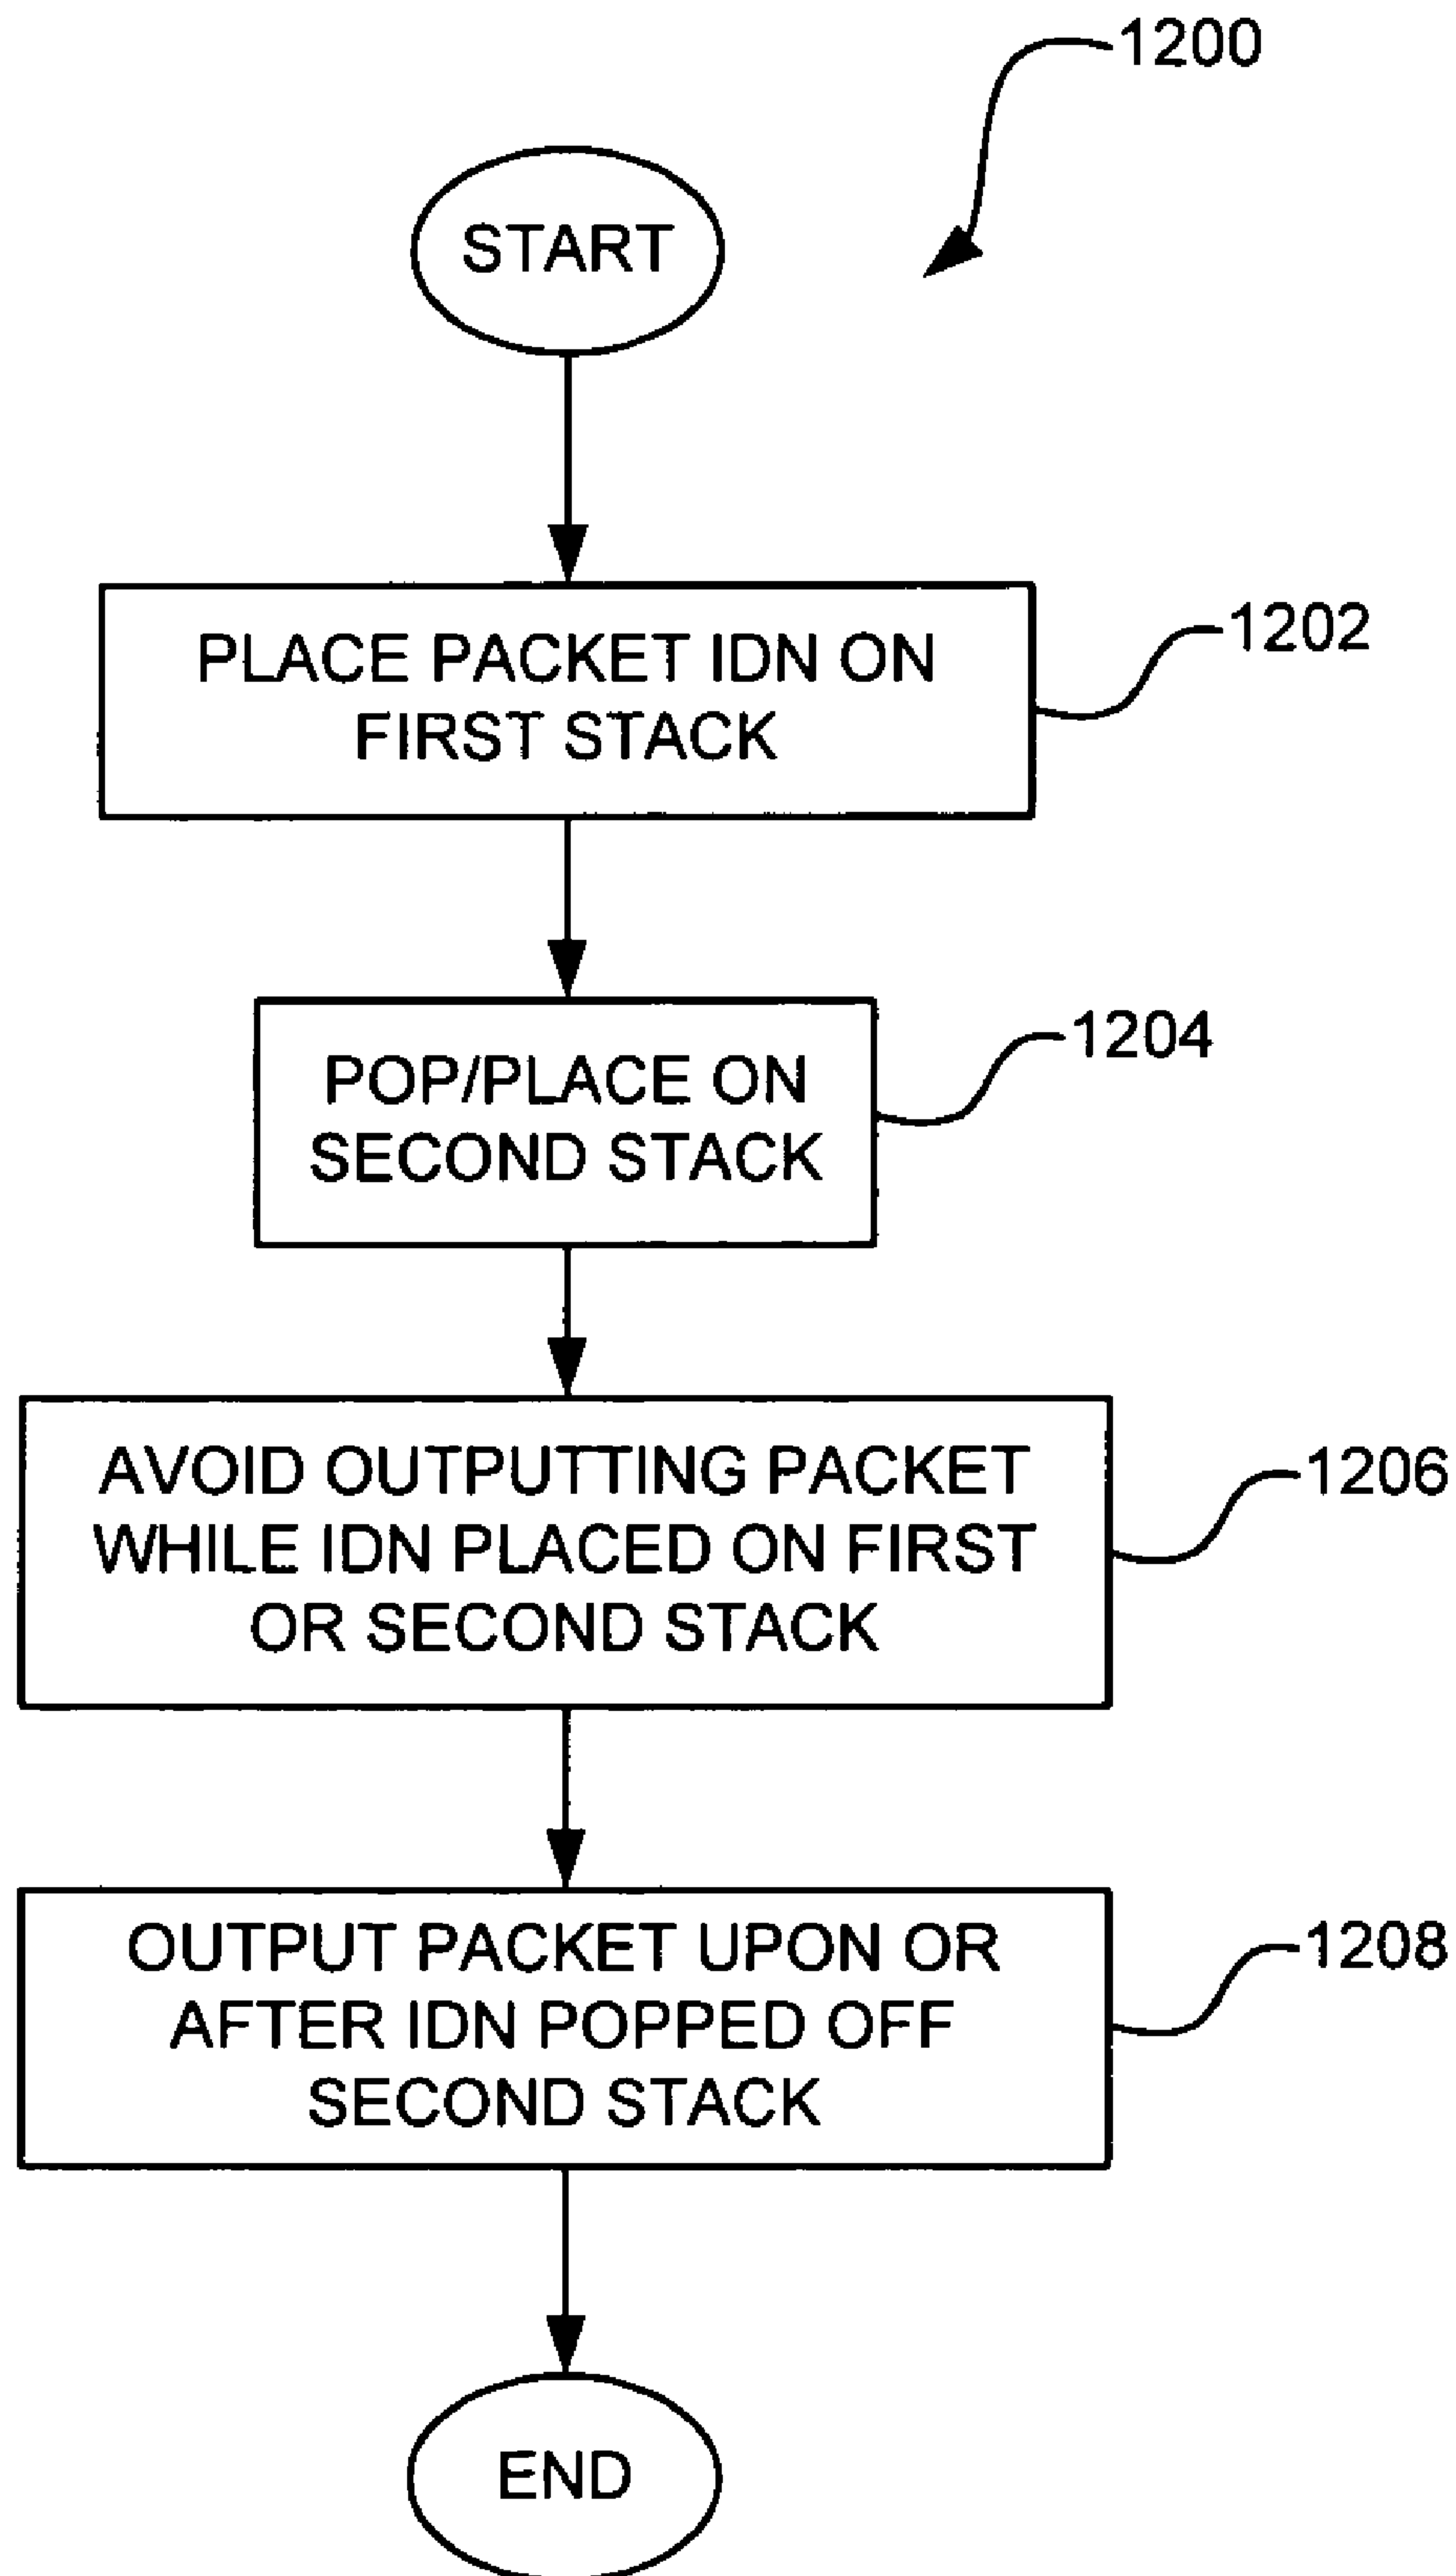 1200
START
PLACE PACKET IDN ON
FIRST STACK
1202
POP/PLACE ON
SECOND STACK
1204
AVOID OUTPUTTING PACKET
WHILE IDN PLACED ON FIRST
OR SECOND STACK
1206
OUTPUT PACKET UPON OR
AFTER IDN POPPED OFF
SECOND STACK
1208
END